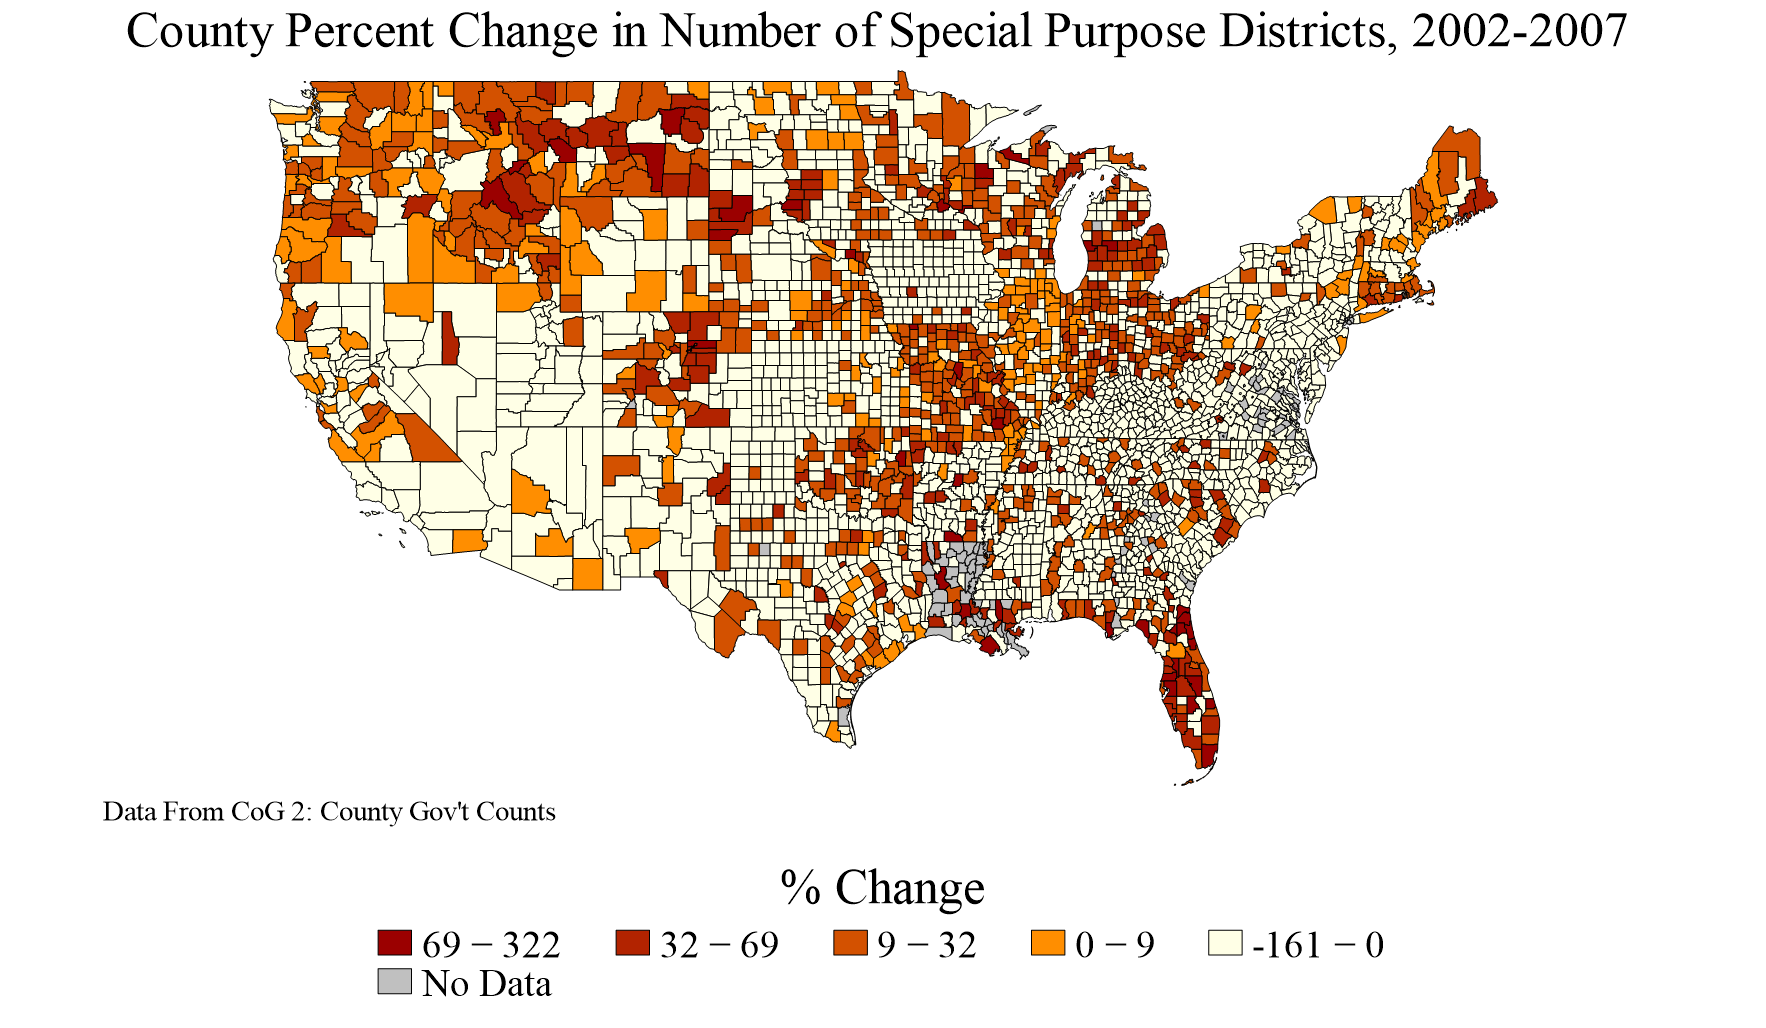 County Percent Change in Number of Special Purpose Districts, 2002-2007
Data From CoG 2: County Gov't Counts
% Change
69 − 322 32 − 69 9 − 32 0 − 9 -161 − 0
No Data